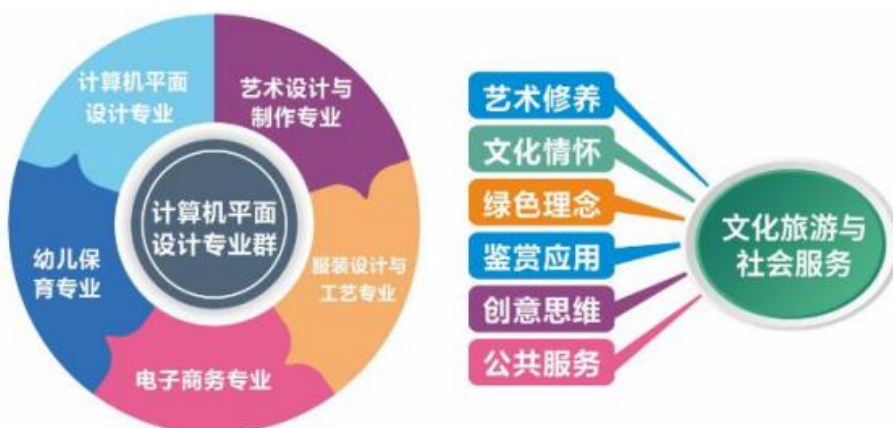 计算机平面
设计专业
艺术设计与
制作专业
计算机平面
设计专业群
幼儿保
育专业
服装设计与
工艺专业
电子商务专业
艺术修养
文化情怀
绿色理念
鉴赏应用
创意思维
公共服务
文化旅游与
社会服务